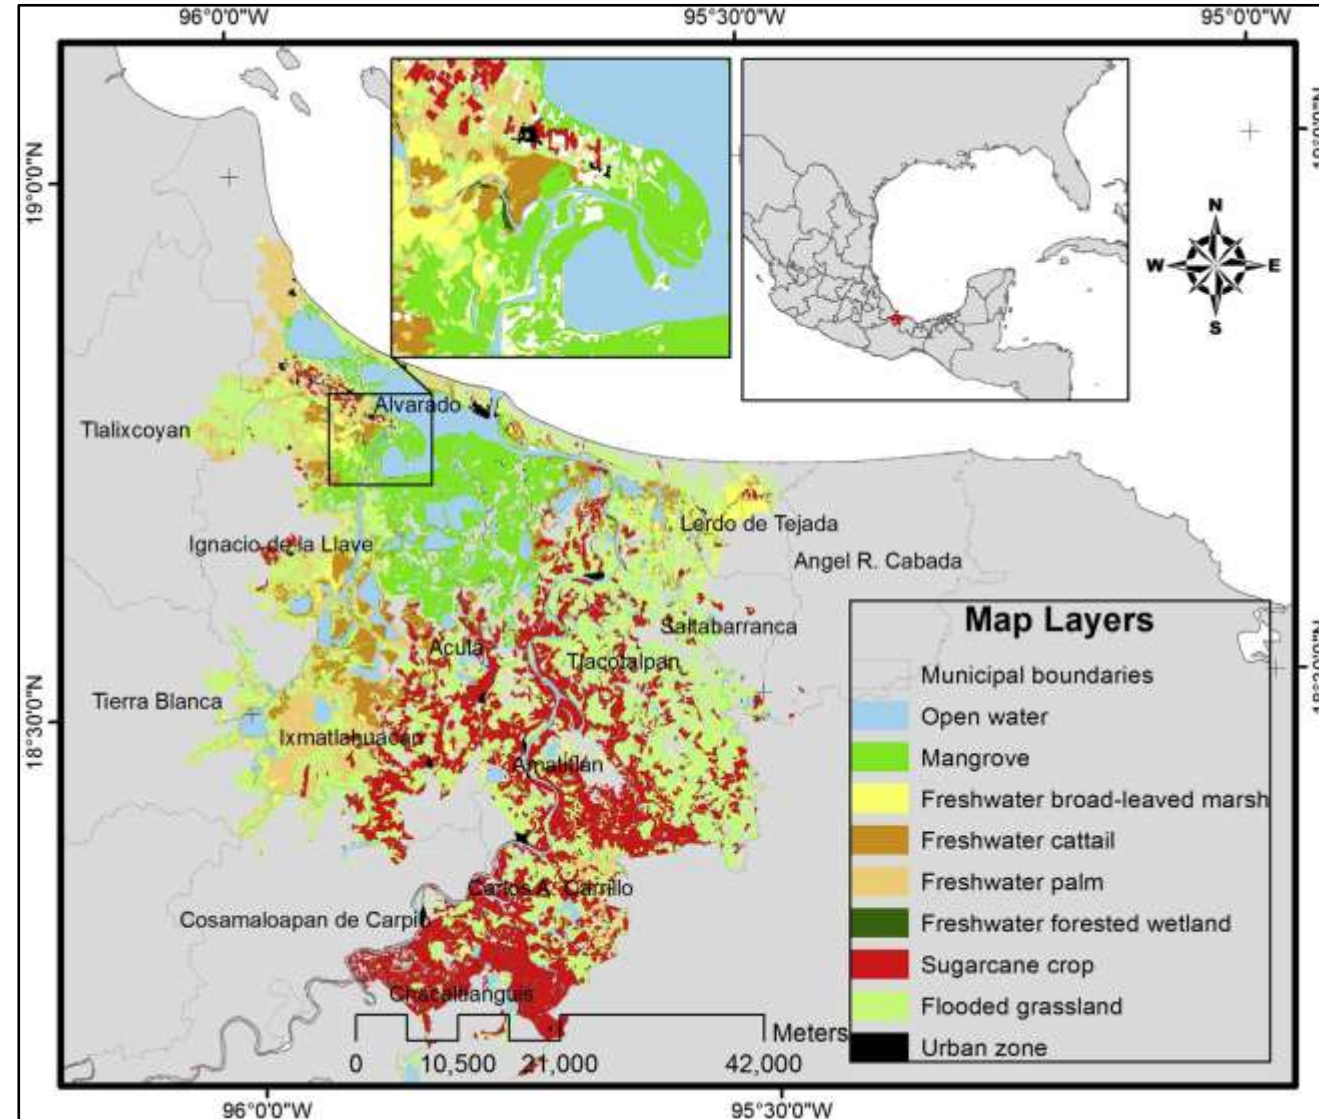 96°0'0"W
95°30'0"W
95°0'0"W
19°0'0"N
N
W
E
S
Alvarado
Tlalixcoyan
Lerdo de Tejada
Ignacio de la Llave
Angel R. Cabada
Saltabarranca
Acula
Tlacotalpan
Tierra Blanca
Ixmatlahuacan
Amatitlán
Carlos A. Carrillo
Cosamaloapan de Carpio
Chacaltianguis
18°30'0"N
Map Layers
Municipal boundaries
Open water
Mangrove
Freshwater broad-leaved marsh
Freshwater cattail
Freshwater palm
Freshwater forested wetland
Sugarcane crop
Flooded grassland
Urban zone
Meters
0
10,500
21,000
42,000
96°0'0"W
95°30'0"W